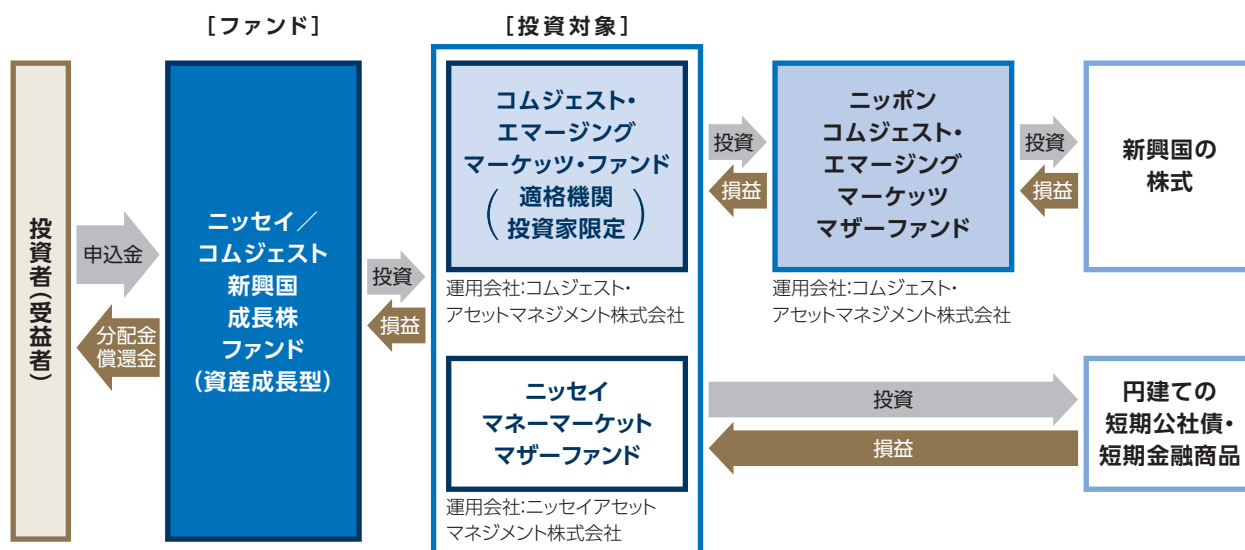 [ファンド]
[投資対象]
投資者(受益者)
申込金
分配金
償還金
ニッセイ/
コムジェスト
新興国
成長株
ファンド
(資産成長型)
投資
損益
コムジェスト・
エマージング
マーケッツ・ファンド
(適格機関
投資家限定)
運用会社:コムジェスト・
アセットマネジメント株式会社
投資
損益
ニッポン
コムジェスト・
エマージング
マーケッツ
マザーファンド
運用会社:コムジェスト・
アセットマネジメント株式会社
投資
損益
新興国の
株式
ニッセイ
マネーマーケット
マザーファンド
運用会社:ニッセイアセット
マネジメント株式会社
投資
損益
円建ての
短期公社債・
短期金融商品